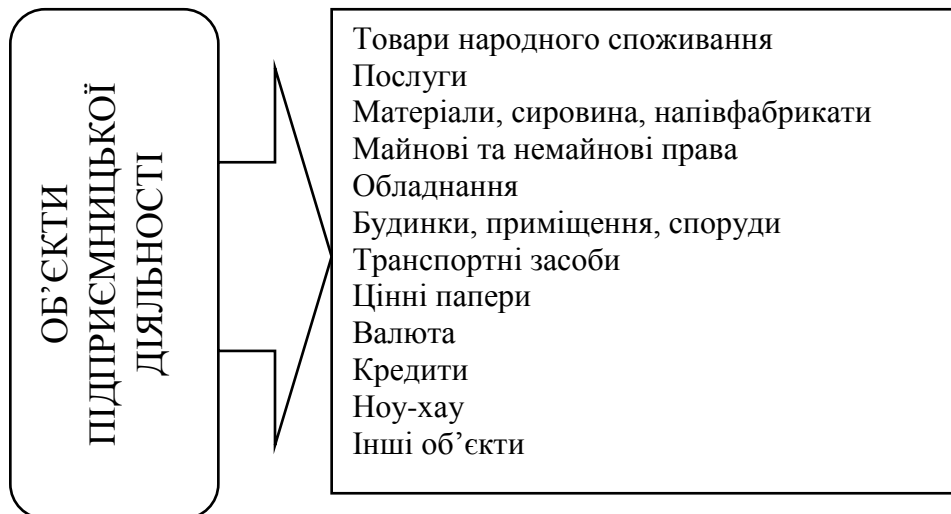 ОБ’ЄКТИ
ПІДПРИЄМНИЦЬКОЇ
ДІЯЛЬНОСТІ
Товари народного споживання
Послуги
Матеріали, сировина, напівфабрикати
Майнові та немайнові права
Обладнання
Будинки, приміщення, споруди
Транспортні засоби
Цінні папери
Валюта
Кредити
Ноу-хау
Інші об’єкти